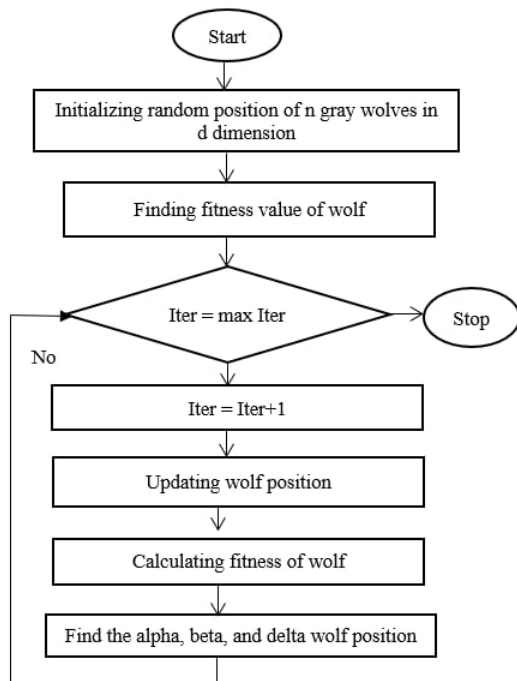 Start
Initializing random position of n gray wolves in
d dimension
Finding fitness value of wolf
Iter = max Iter
Stop
No
Iter = Iter+1
Updating wolf position
Calculating fitness of wolf
Find the alpha, beta, and delta wolf position